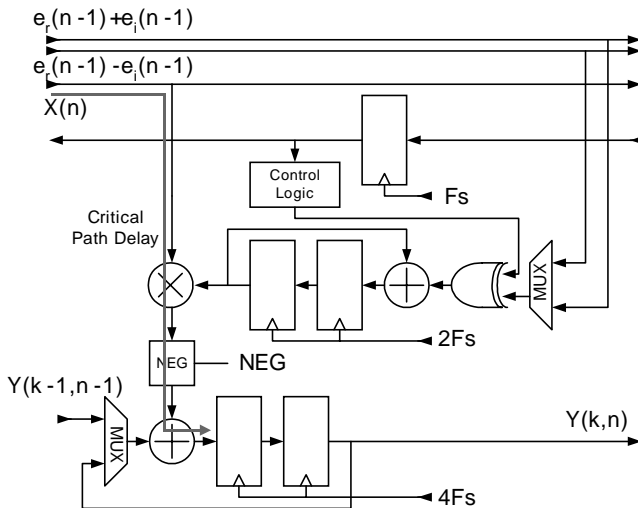 e_r(n-1)+e_i(n-1)
e_r(n-1)-e_i(n-1)
X(n)
Control
Logic
Fs
Critical
Path Delay
MUX
2Fs
NEG
NEG
Y(k-1,n-1)
MUX
Y(k,n)
4Fs